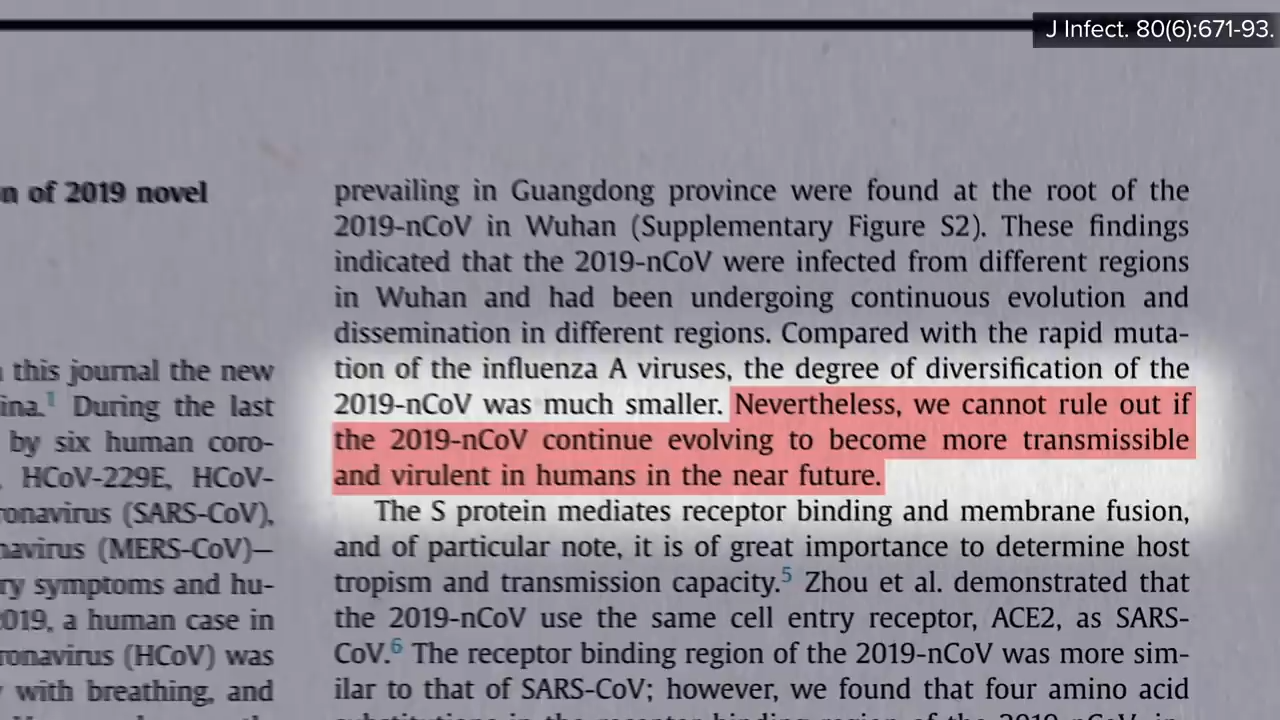 J Infect. 80(6):671-93.
n of 2019 novel
this journal the new
ina.1 During the last
by six human coro-
HCoV-229E, HCoV-
ronavirus (SARS-CoV),
navirus (MERS-CoV)—
ry symptoms and hu-
019, a human case in
ronavirus (HCoV) was
with breathing, and
prevailing in Guangdong province were found at the root of the
2019-nCoV in Wuhan (Supplementary Figure S2). These findings
indicated that the 2019-nCoV were infected from different regions
in Wuhan and had been undergoing continuous evolution and
dissemination in different regions. Compared with the rapid muta-
tion of the influenza A viruses, the degree of diversification of the
2019-nCoV was much smaller. Nevertheless, we cannot rule out if
the 2019-nCoV continue evolving to become more transmissible
and virulent in humans in the near future.
The S protein mediates receptor binding and membrane fusion,
and of particular note, it is of great importance to determine host
tropism and transmission capacity.5 Zhou et al. demonstrated that
the 2019-nCoV use the same cell entry receptor, ACE2, as SARS-
CoV.6 The receptor binding region of the 2019-nCoV was more sim-
ilar to that of SARS-CoV; however, we found that four amino acid